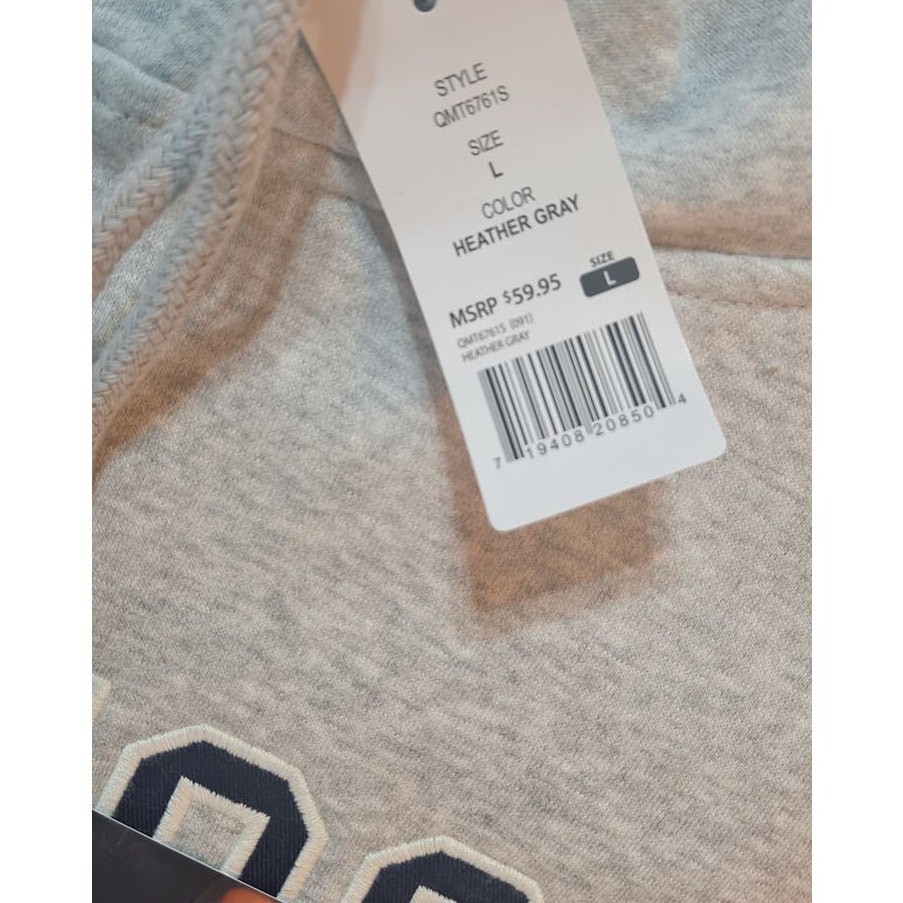 STYLE
QMT6761S
SIZE
L
COLOR
HEATHER GRAY
SIZE
L
MSRP $59.95
QMT6761S (091)
HEATHER GRAY
7 19408 20850 4